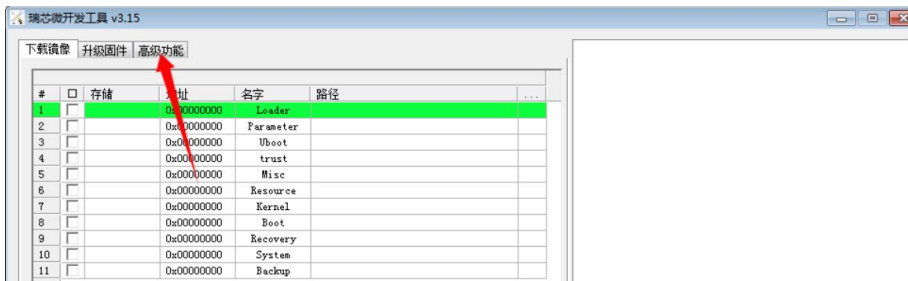 瑞芯微开发工具 v3.15
下载镜像 升级固件 高级功能
# 存储 地址 名字 路径 ...
1 0x00000000 Loader
2 0x00000000 Parameter
3 0x00000000 Uboot
4 0x00000000 trust
5 0x00000000 Misc
6 0x00000000 Resource
7 0x00000000 Kernel
8 0x00000000 Boot
9 0x00000000 Recovery
10 0x00000000 System
11 0x00000000 Backup